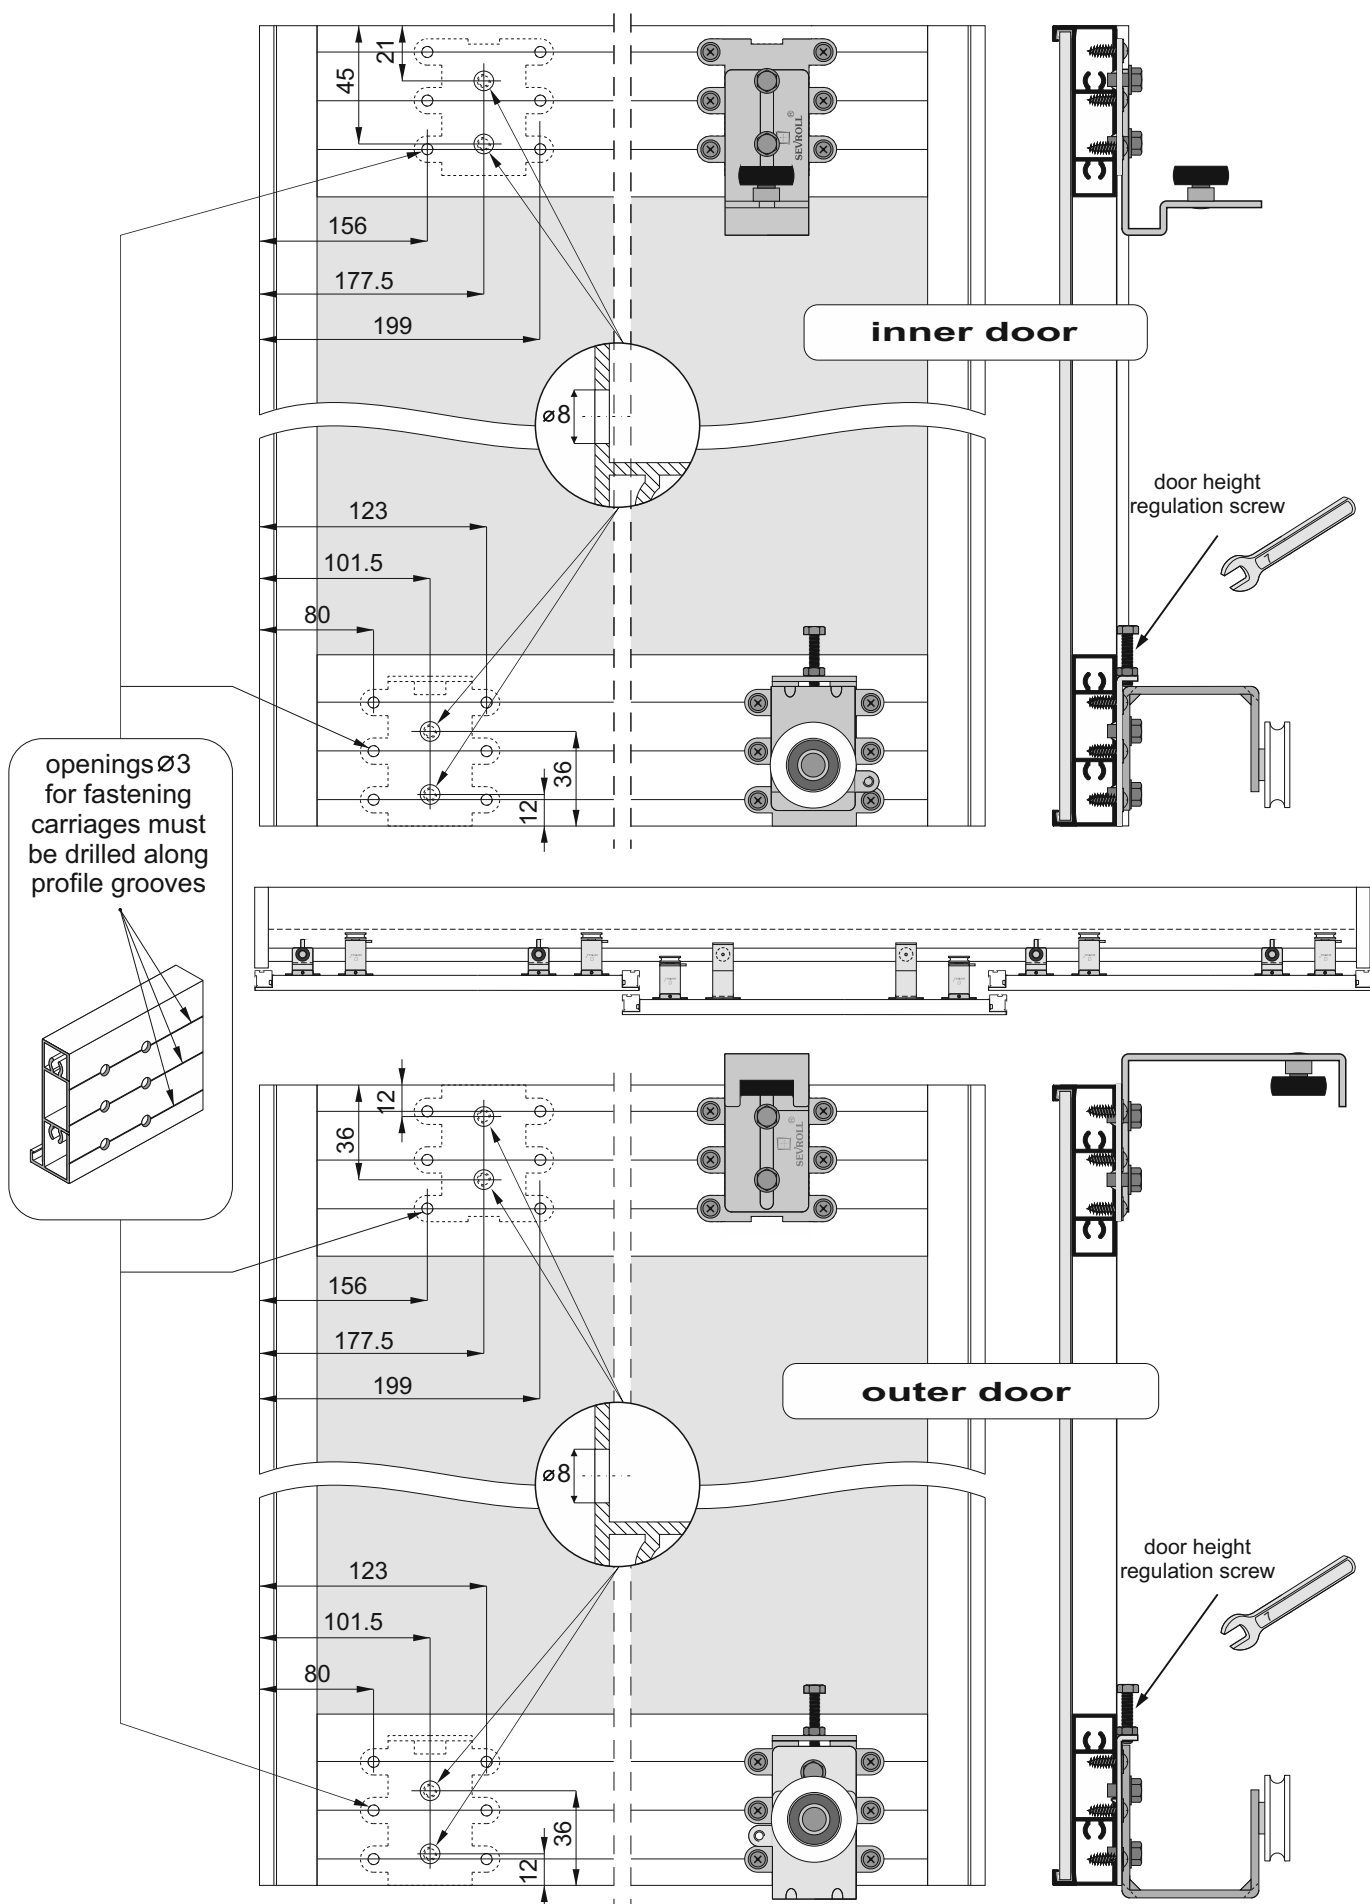 21
45
SEVROLL ®
156
177.5
199
inner door
ø8
door height
regulation screw
7
123
101.5
80
36
12
openings Ø3
for fastening
carriages must
be drilled along
profile grooves
12
36
SEVROLL
156
177.5
199
outer door
ø8
door height
regulation screw
7
123
101.5
80
36
12